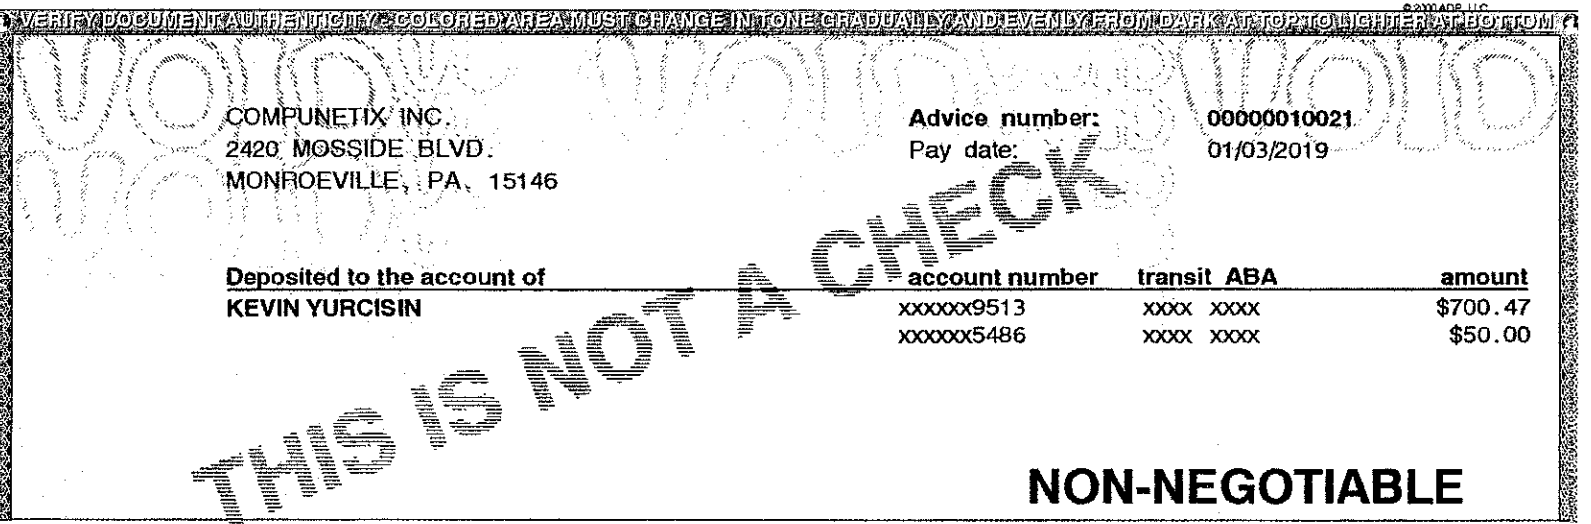 © 2000 ADP, LLC
VERIFY DOCUMENT AUTHENTICITY - COLORED AREA MUST CHANGE IN TONE GRADUALLY AND EVENLY FROM DARK AT TOP TO LIGHTER AT BOTTOM
VOID VOID VOID
COMPUNETIX INC. Advice number: 00000010021
2420 MOSSIDE BLVD. Pay date: 01/03/2019
MONROEVILLE, PA. 15146
VOID
Deposited to the account of account number transit ABA amount
KEVIN YURCISIN xxxxxx9513 xxxx xxxx $700.47
xxxxxx5486 xxxx xxxx $50.00
THIS IS NOT A CHECK
NON-NEGOTIABLE